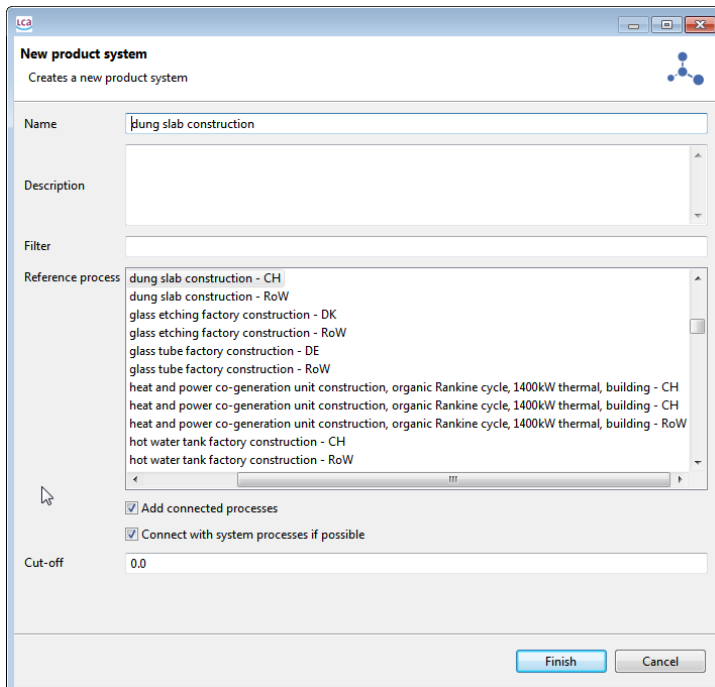 LCA
New product system
Creates a new product system
Name
dung slab construction
Description
Filter
Reference process
dung slab construction - CH
dung slab construction - RoW
glass etching factory construction - DK
glass etching factory construction - RoW
glass tube factory construction - DE
glass tube factory construction - RoW
heat and power co-generation unit construction, organic Rankine cycle, 1400kW thermal, building - CH
heat and power co-generation unit construction, organic Rankine cycle, 1400kW thermal, building - CH
heat and power co-generation unit construction, organic Rankine cycle, 1400kW thermal, building - RoW
hot water tank factory construction - CH
hot water tank factory construction - RoW
Add connected processes
Connect with system processes if possible
Cut-off
0.0
Finish
Cancel